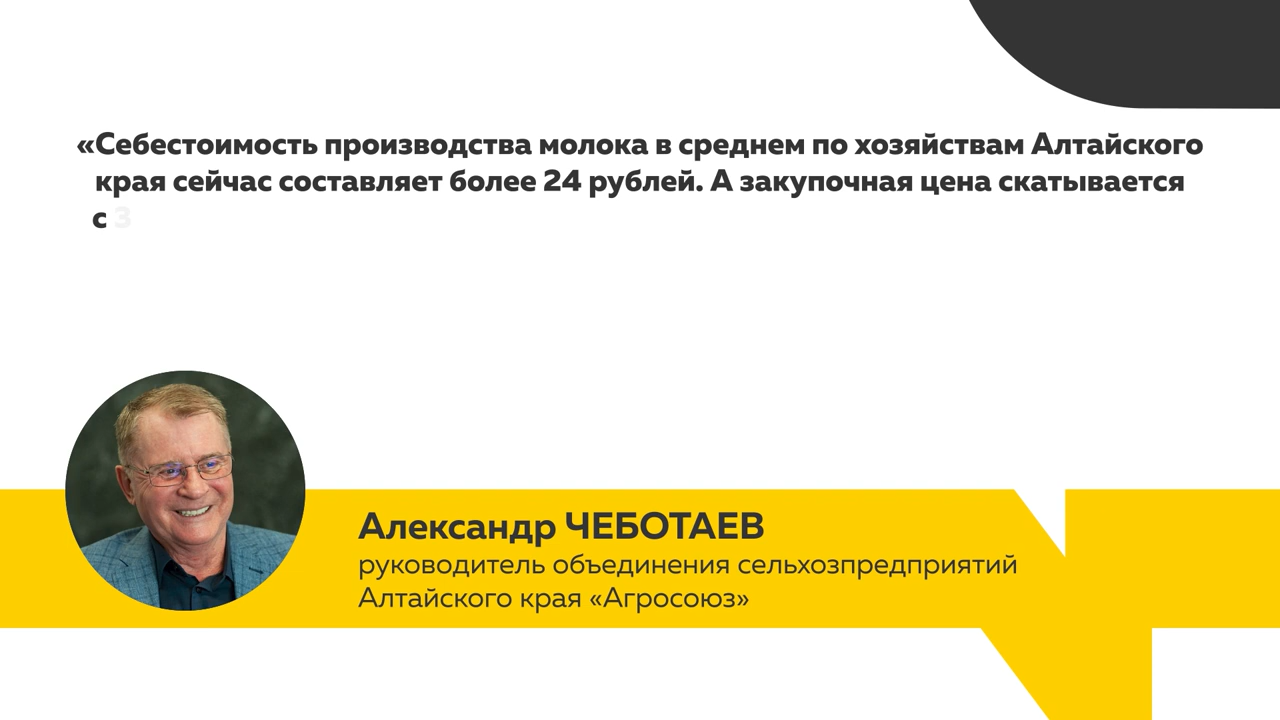 «Себестоимость производства молока в среднем по хозяйствам Алтайского
края сейчас составляет более 24 рублей. А закупочная цена скатывается
с 3
Александр ЧЕБОТАЕВ
руководитель объединения сельхозпредприятий
Алтайского края «Агросоюз»